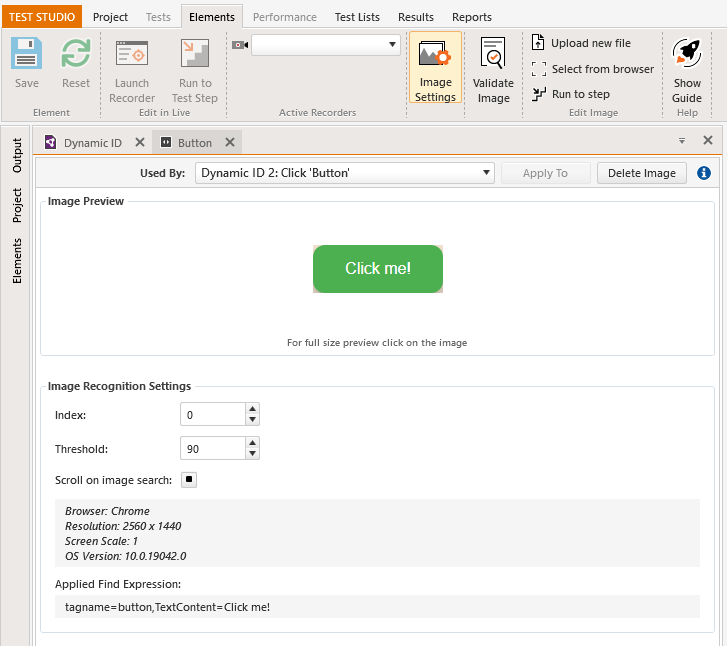 TEST STUDIO Project Tests Elements Performance Test Lists Results Reports
Save Reset Launch Recorder Run to Test Step Image Settings Validate Image Upload new file Select from browser Run to step Show Guide
Element Edit in Live Active Recorders Edit Image Help
Output
Project
Elements
Dynamic ID Button
Used By: Dynamic ID 2: Click 'Button' Apply To Delete Image
Image Preview
Click me!
For full size preview click on the image
Image Recognition Settings
Index: 0
Threshold: 90
Scroll on image search:
Browser: Chrome
Resolution: 2560 x 1440
Screen Scale: 1
OS Version: 10.0.19042.0
Applied Find Expression:
tagname=button,TextContent=Click me!